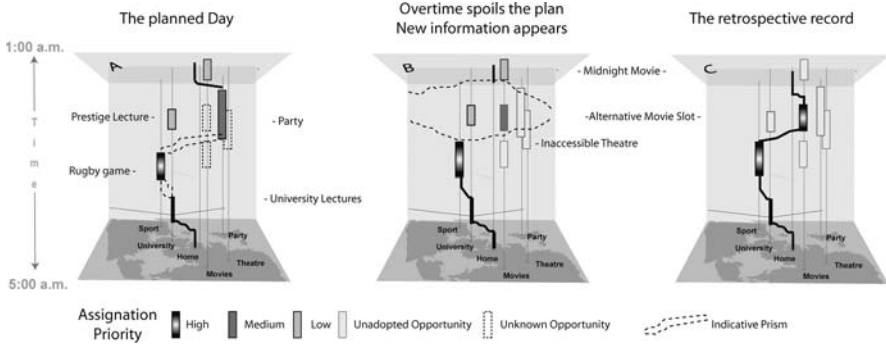 The planned Day
Overtime spoils the plan
New information appears
The retrospective record
1:00 a.m.
Time
5:00 a.m.
A
Prestige Lecture -
- Party
Rugby game -
- University Lectures
Sport
University
Home
Movies
Party
Theatre
B
- Midnight Movie -
- Alternative Movie Slot -
- Inaccessible Theatre
Sport
University
Home
Movies
Party
Theatre
C
Sport
University
Home
Movies
Party
Theatre
Assignation
Priority
High
Medium
Low
Unadopted Opportunity
Unknown Opportunity
Indicative Prism